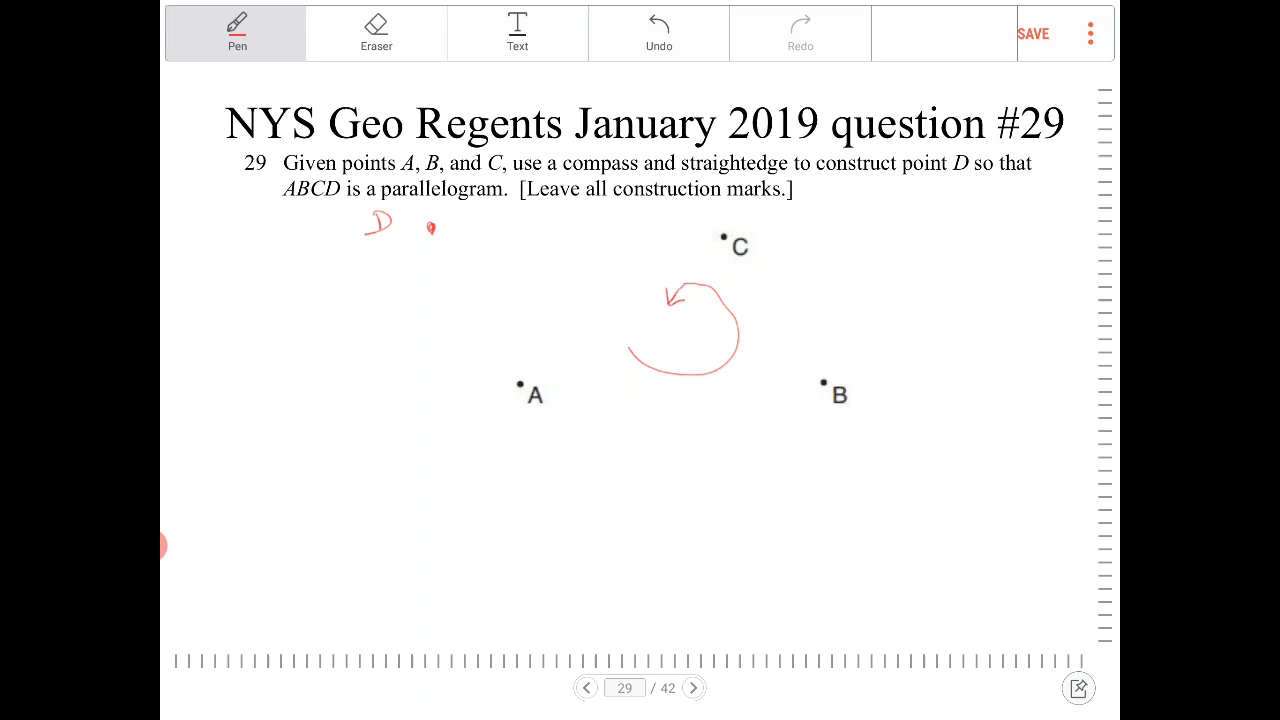 Pen Eraser Text Undo Redo SAVE
NYS Geo Regents January 2019 question #29
29 Given points A, B, and C, use a compass and straightedge to construct point D so that
ABCD is a parallelogram. [Leave all construction marks.]
D
C
A
B
29 / 42